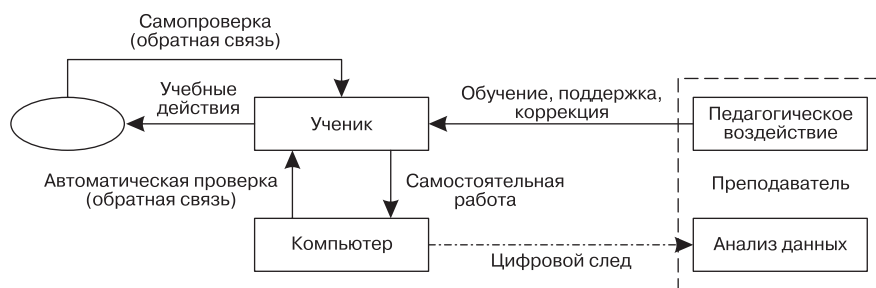 Самопроверка
(обратная связь)
Учебные
действия
Ученик
Обучение, поддержка,
коррекция
Педагогическое
воздействие
Автоматическая проверка
(обратная связь)
Самостоятельная
работа
Преподаватель
Компьютер
Цифровой след
Анализ данных